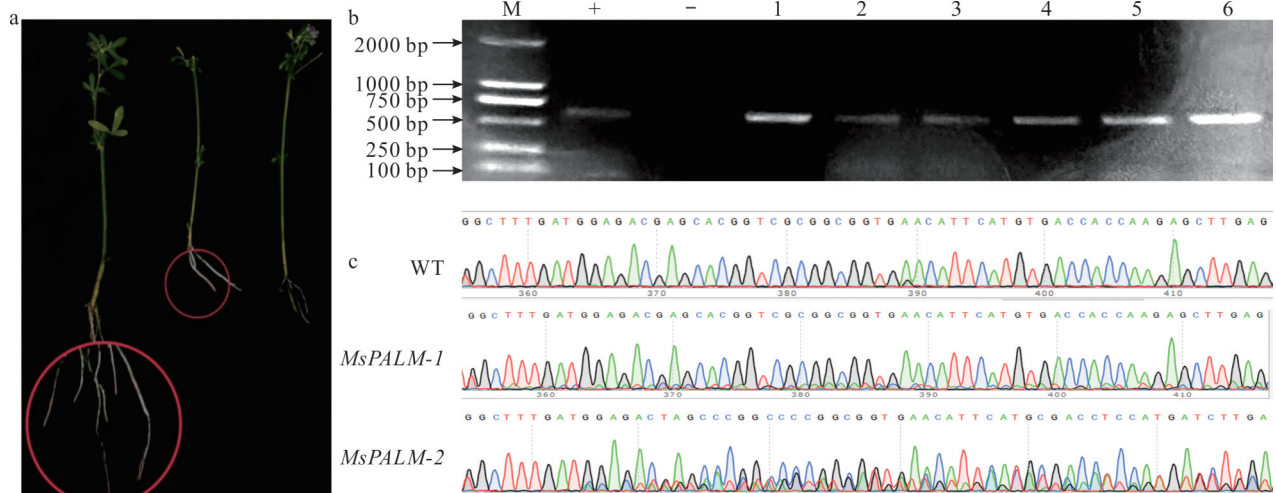 a
b
M + − 1 2 3 4 5 6
2000 bp
1000 bp
750 bp
500 bp
250 bp
100 bp
c
WT
GGCTTTGATGGAGACGAGCACGGTCGCGGCGGTGAACATTCATGTGACCACCAAGAGCTTGAG
360 370 380 390 400 410
MsPALM-1
GGCTTTGATGGAGACGAGCACGGTCGCGGCGGTGAACATTCATGTGACCACCAAGAGCTTGAG
360 370 380 390 400 410
MsPALM-2
GGCTTTGATGGAGACTAGCCCGGCCCCGGCGGTGAACATTCATGCGACCTCCATGATCTTGA